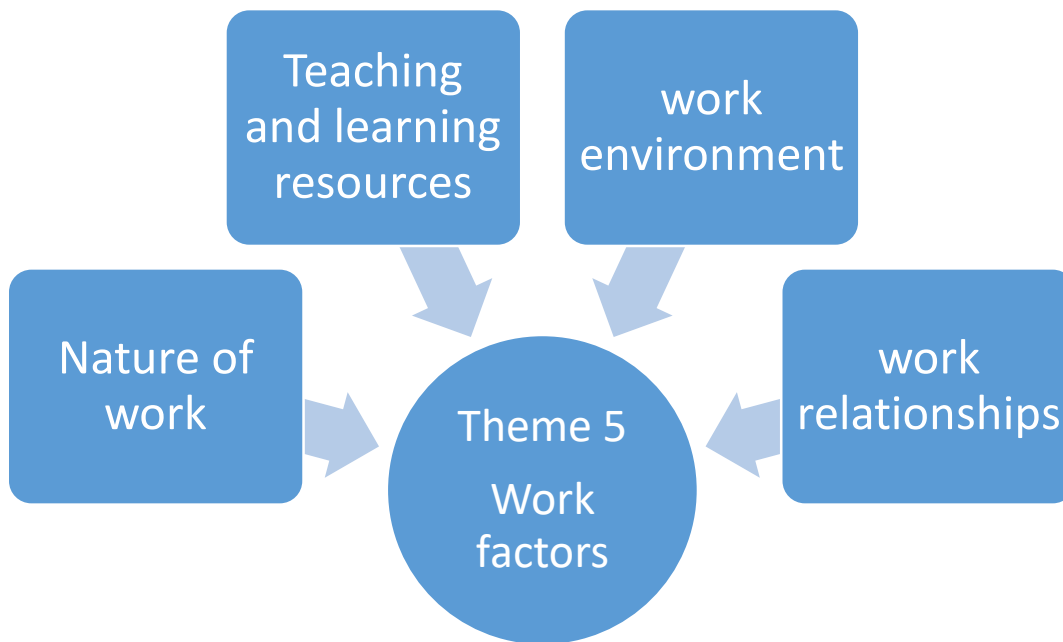 Teaching
and learning
resources
work
environment
Nature of
work
work
relationships
Theme 5
Work
factors